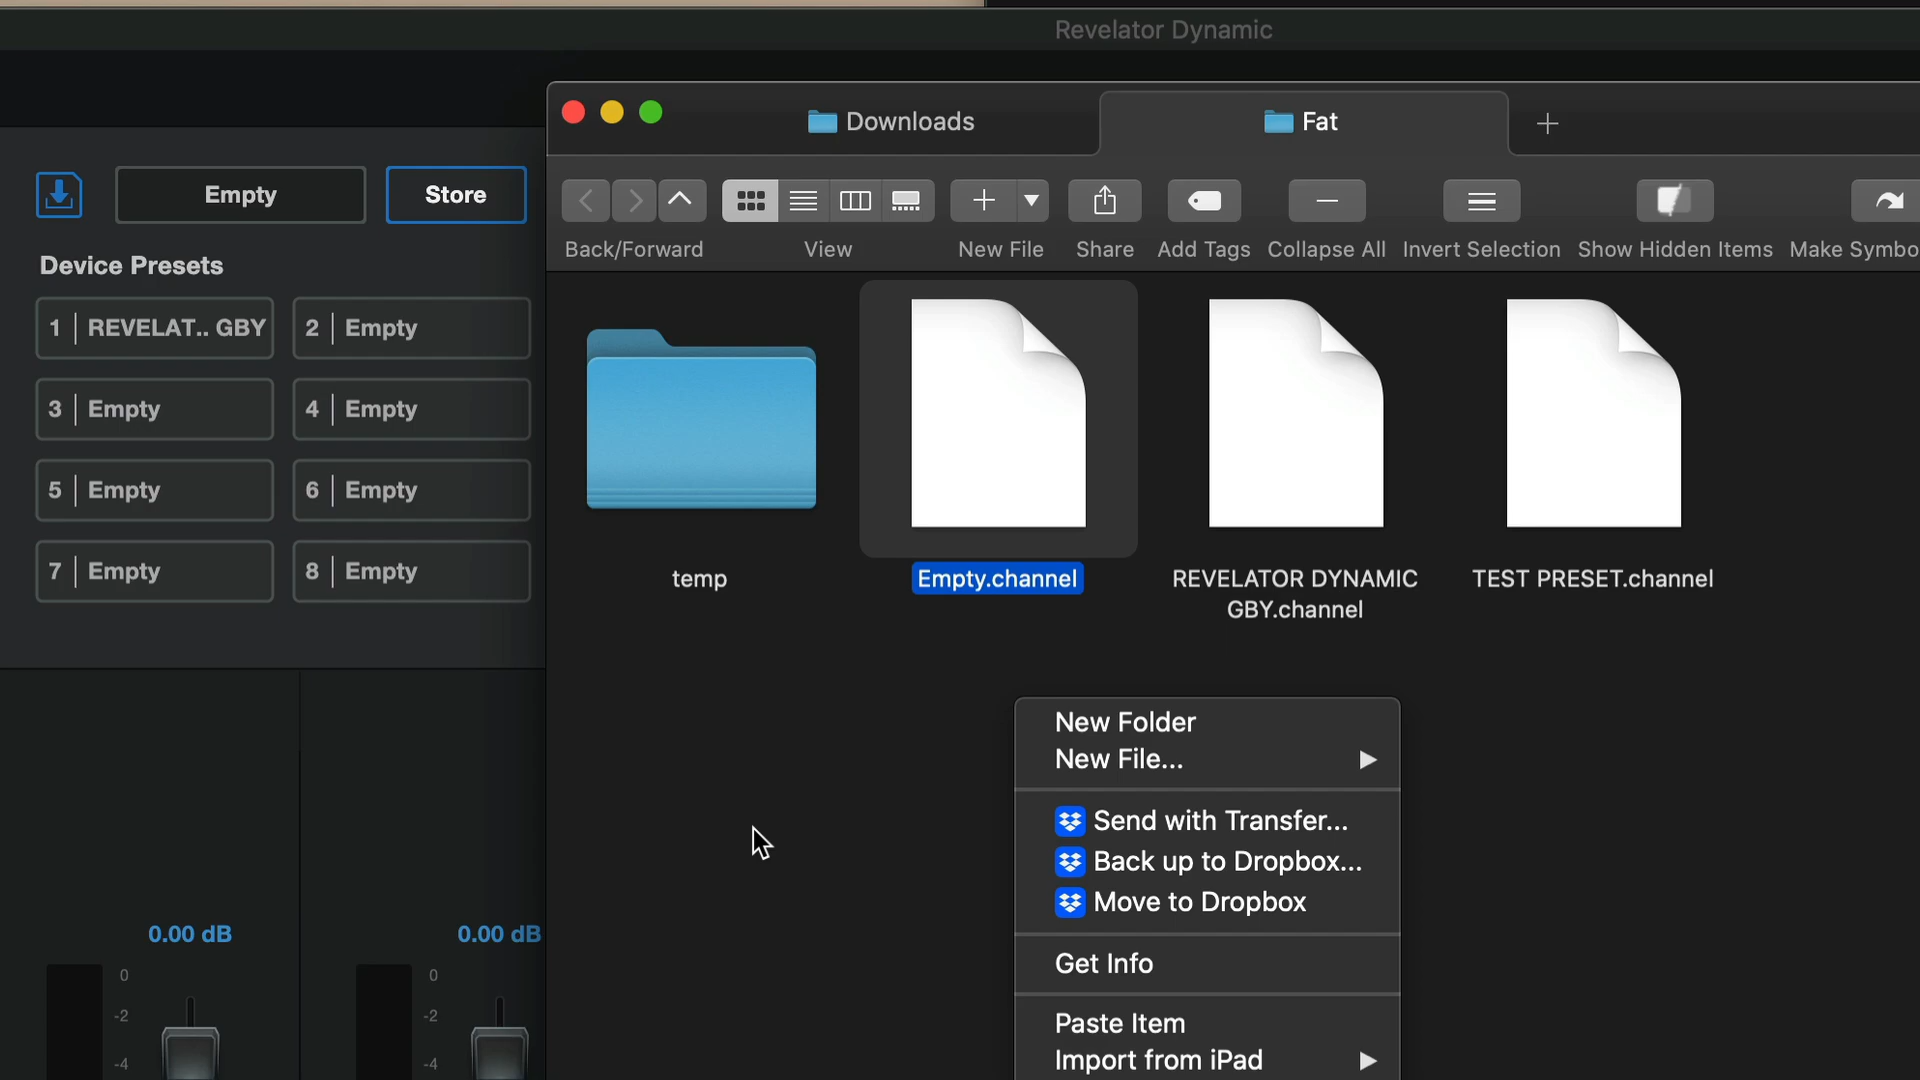 Revelator Dynamic
Downloads
Fat
Empty
Store
Back/Forward
View
New File
Share
Add Tags
Collapse All
Invert Selection
Show Hidden Items
Make Symbo
Device Presets
1 REVELAT.. GBY
2 Empty
3 Empty
4 Empty
5 Empty
6 Empty
7 Empty
8 Empty
temp
Empty.channel
REVELATOR DYNAMIC
GBY.channel
TEST PRESET.channel
New Folder
New File...
Send with Transfer...
Back up to Dropbox...
Move to Dropbox
Get Info
Paste Item
Import from iPad
0.00 dB
0.00 dB
0
0
-2
-2
-4
-4